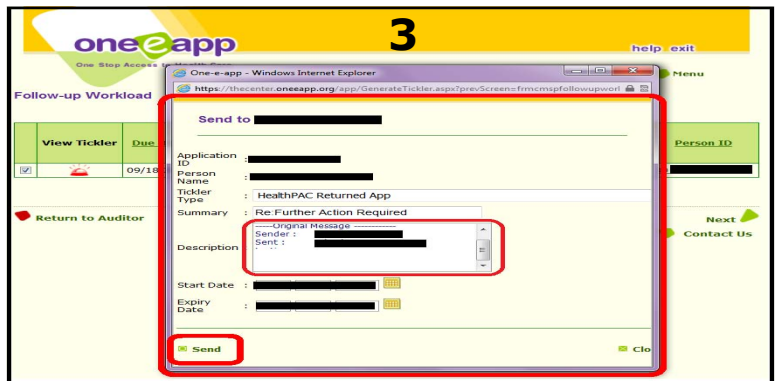 3
oneeapp
One Stop Access to Health Care
help exit
One-e-app - Windows Internet Explorer
Menu
https://thecenter.oneeapp.org/app/GenerateTickler.aspx?prevScreen=frmcmspfollowupworl
Follow-up Workload
Send to
View Tickler Due Person ID
Application ID :
09/18
Person Name :
Tickler Type : HealthPAC Returned App
Summary : Re:Further Action Required
Return to Auditor
Next
Contact Us
Description
-----Original Message ------------
Sender :
Sent :
Start Date :
Expiry Date :
Send
Clo